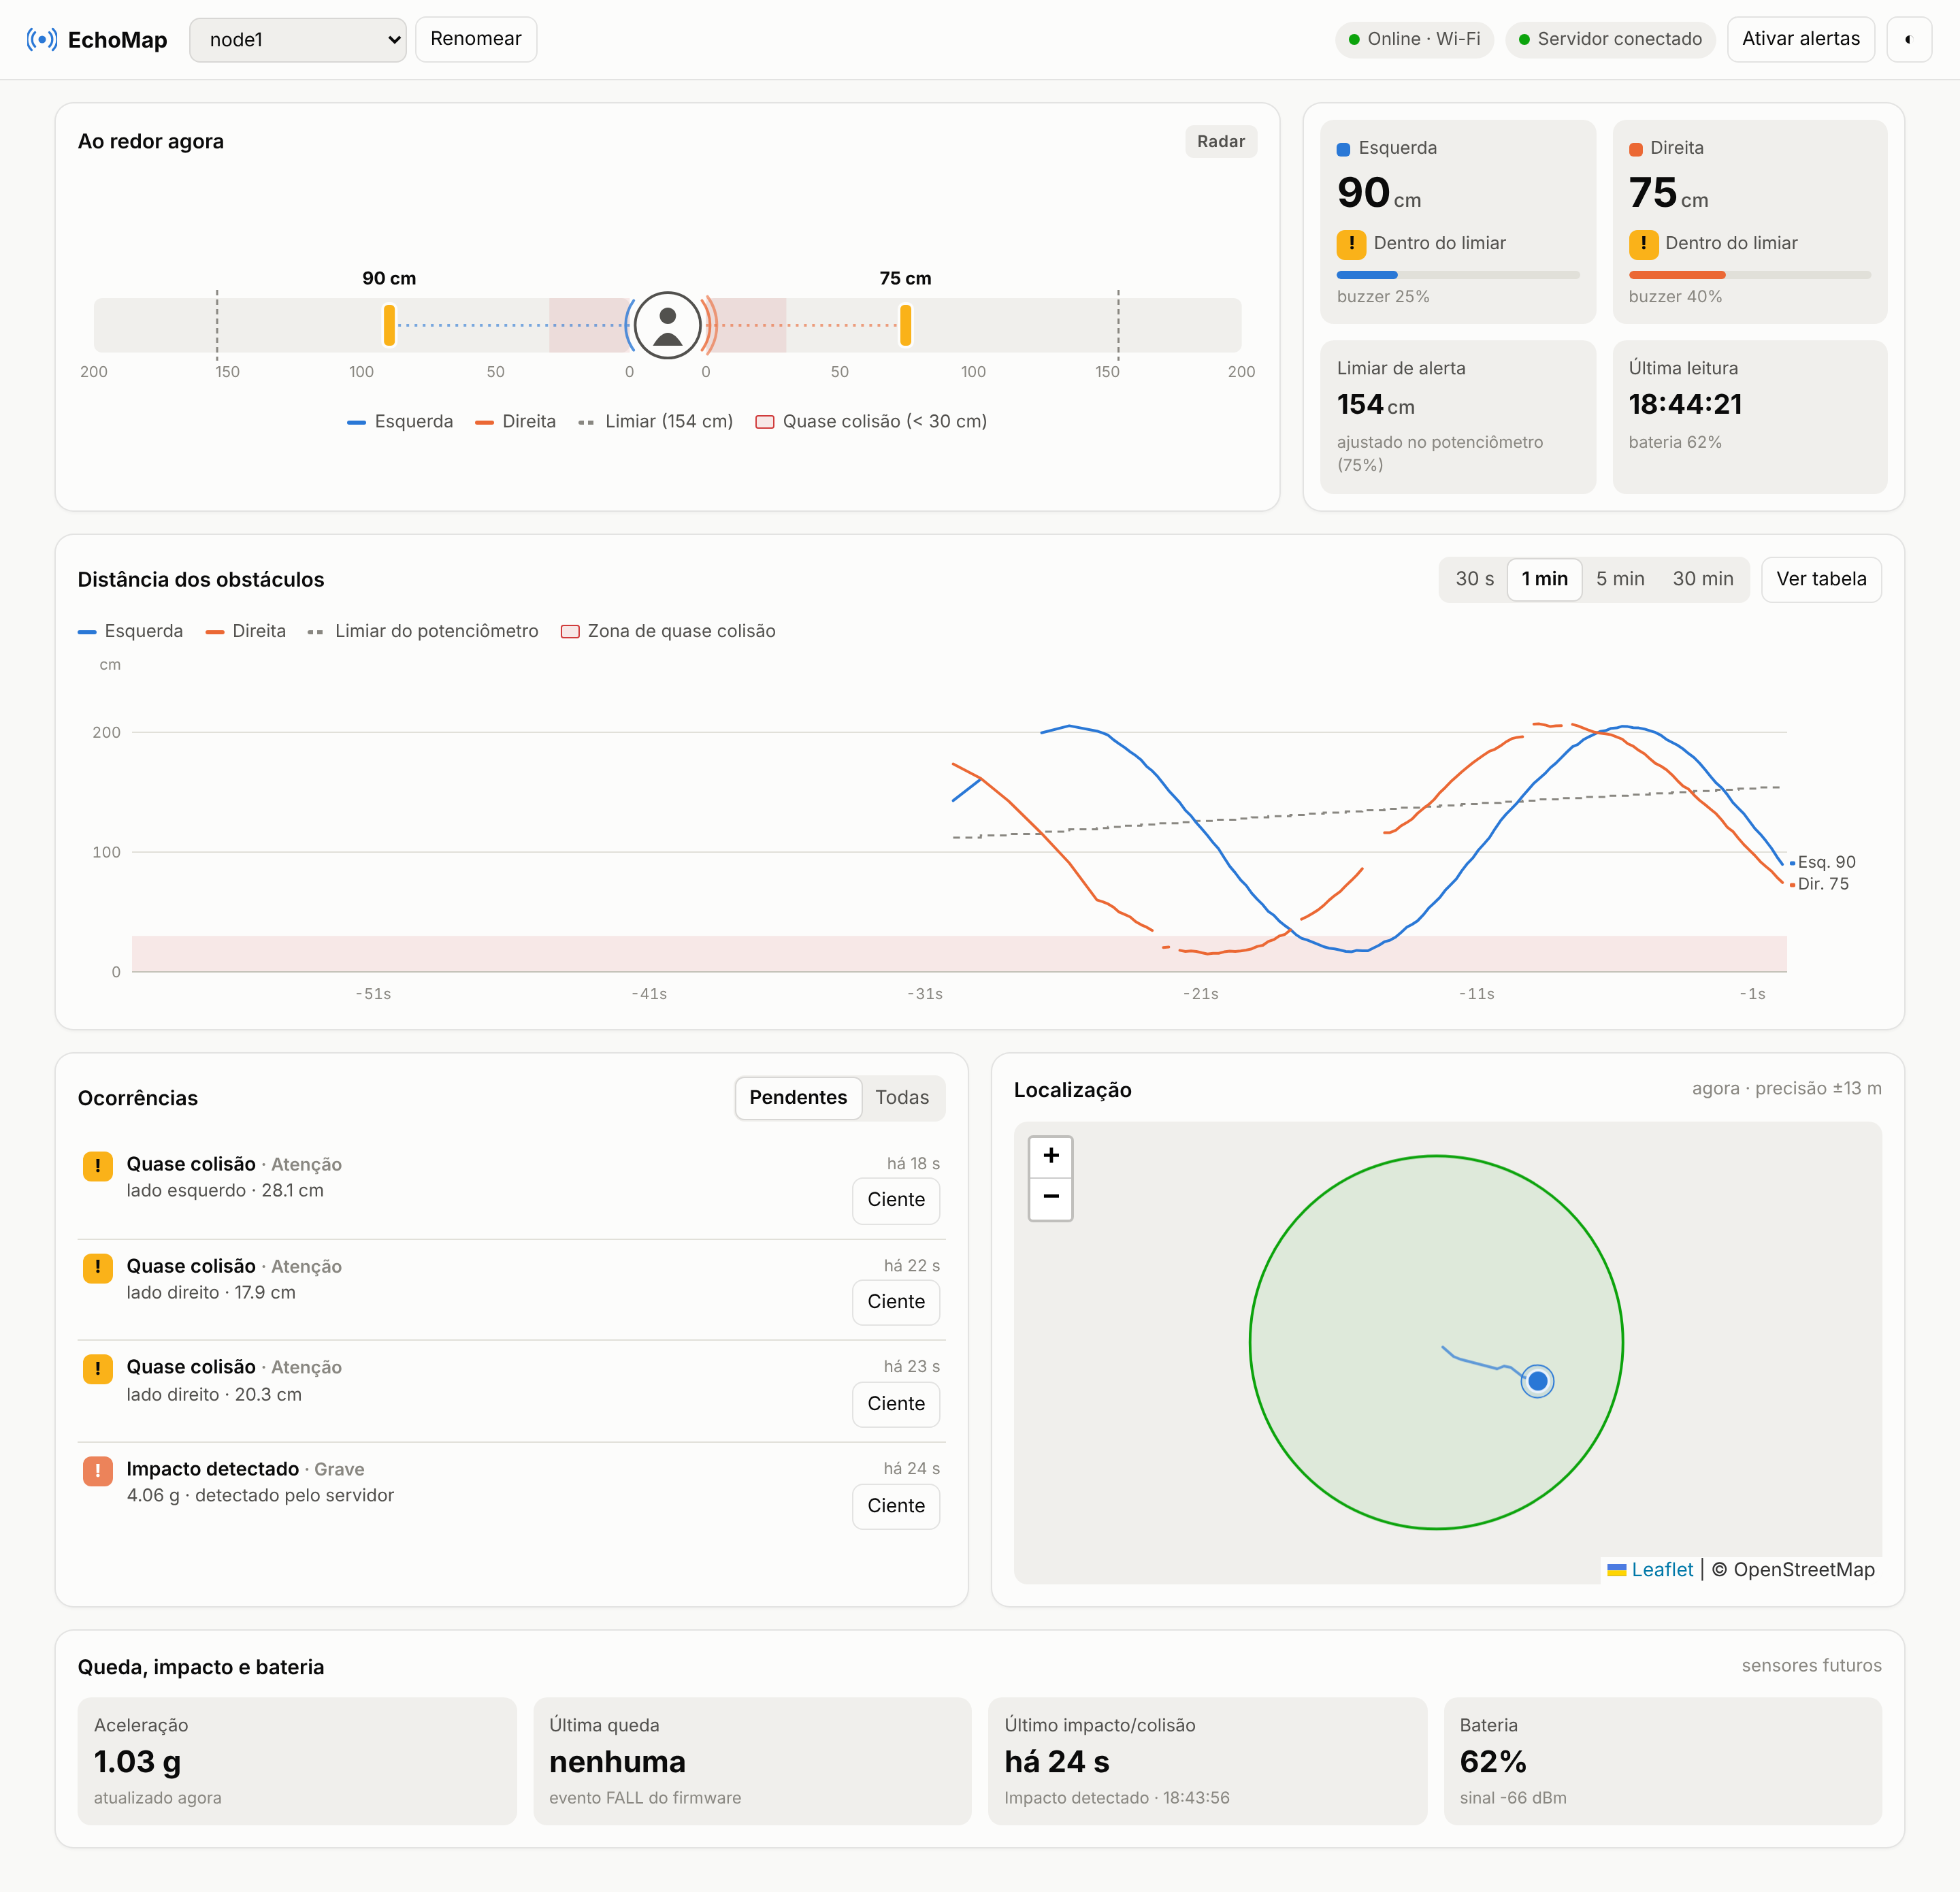 EchoMap
node1
Renomear
Online · Wi-Fi
Servidor conectado
Ativar alertas
Ao redor agora
Radar
90 cm
75 cm
200
150
100
50
0
0
50
100
150
200
Esquerda
Direita
Limiar (154 cm)
Quase colisão (< 30 cm)
Esquerda
90 cm
! Dentro do limiar
buzzer 25%
Direita
75 cm
! Dentro do limiar
buzzer 40%
Limiar de alerta
154 cm
ajustado no potenciômetro
(75%)
Última leitura
18:44:21
bateria 62%
Distância dos obstáculos
30 s
1 min
5 min
30 min
Ver tabela
Esquerda
Direita
Limiar do potenciômetro
Zona de quase colisão
cm
200
100
0
Esq. 90
Dir. 75
-51s
-41s
-31s
-21s
-11s
-1s
Ocorrências
Pendentes
Todas
! Quase colisão · Atenção
há 18 s
lado esquerdo · 28.1 cm
Ciente
! Quase colisão · Atenção
há 22 s
lado direito · 17.9 cm
Ciente
! Quase colisão · Atenção
há 23 s
lado direito · 20.3 cm
Ciente
! Impacto detectado · Grave
há 24 s
4.06 g · detectado pelo servidor
Ciente
Localização
agora · precisão ±13 m
+
−
Leaflet | © OpenStreetMap
Queda, impacto e bateria
sensores futuros
Aceleração
1.03 g
atualizado agora
Última queda
nenhuma
evento FALL do firmware
Último impacto/colisão
há 24 s
Impacto detectado · 18:43:56
Bateria
62%
sinal -66 dBm